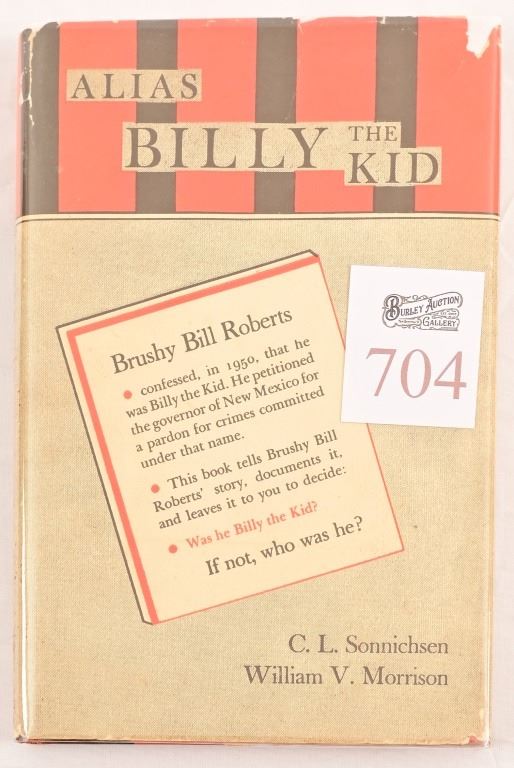 ALIAS
BILLY THE KID
BURLEY AUCTION
GALLERY
704
Brushy Bill Roberts
• confessed, in 1950, that he
was Billy the Kid. He petitioned
the governor of New Mexico for
a pardon for crimes committed
under that name.
• This book tells Brushy Bill
Roberts' story, documents it,
and leaves it to you to decide:
• Was he Billy the Kid?
If not, who was he?
C. L. Sonnichsen
William V. Morrison